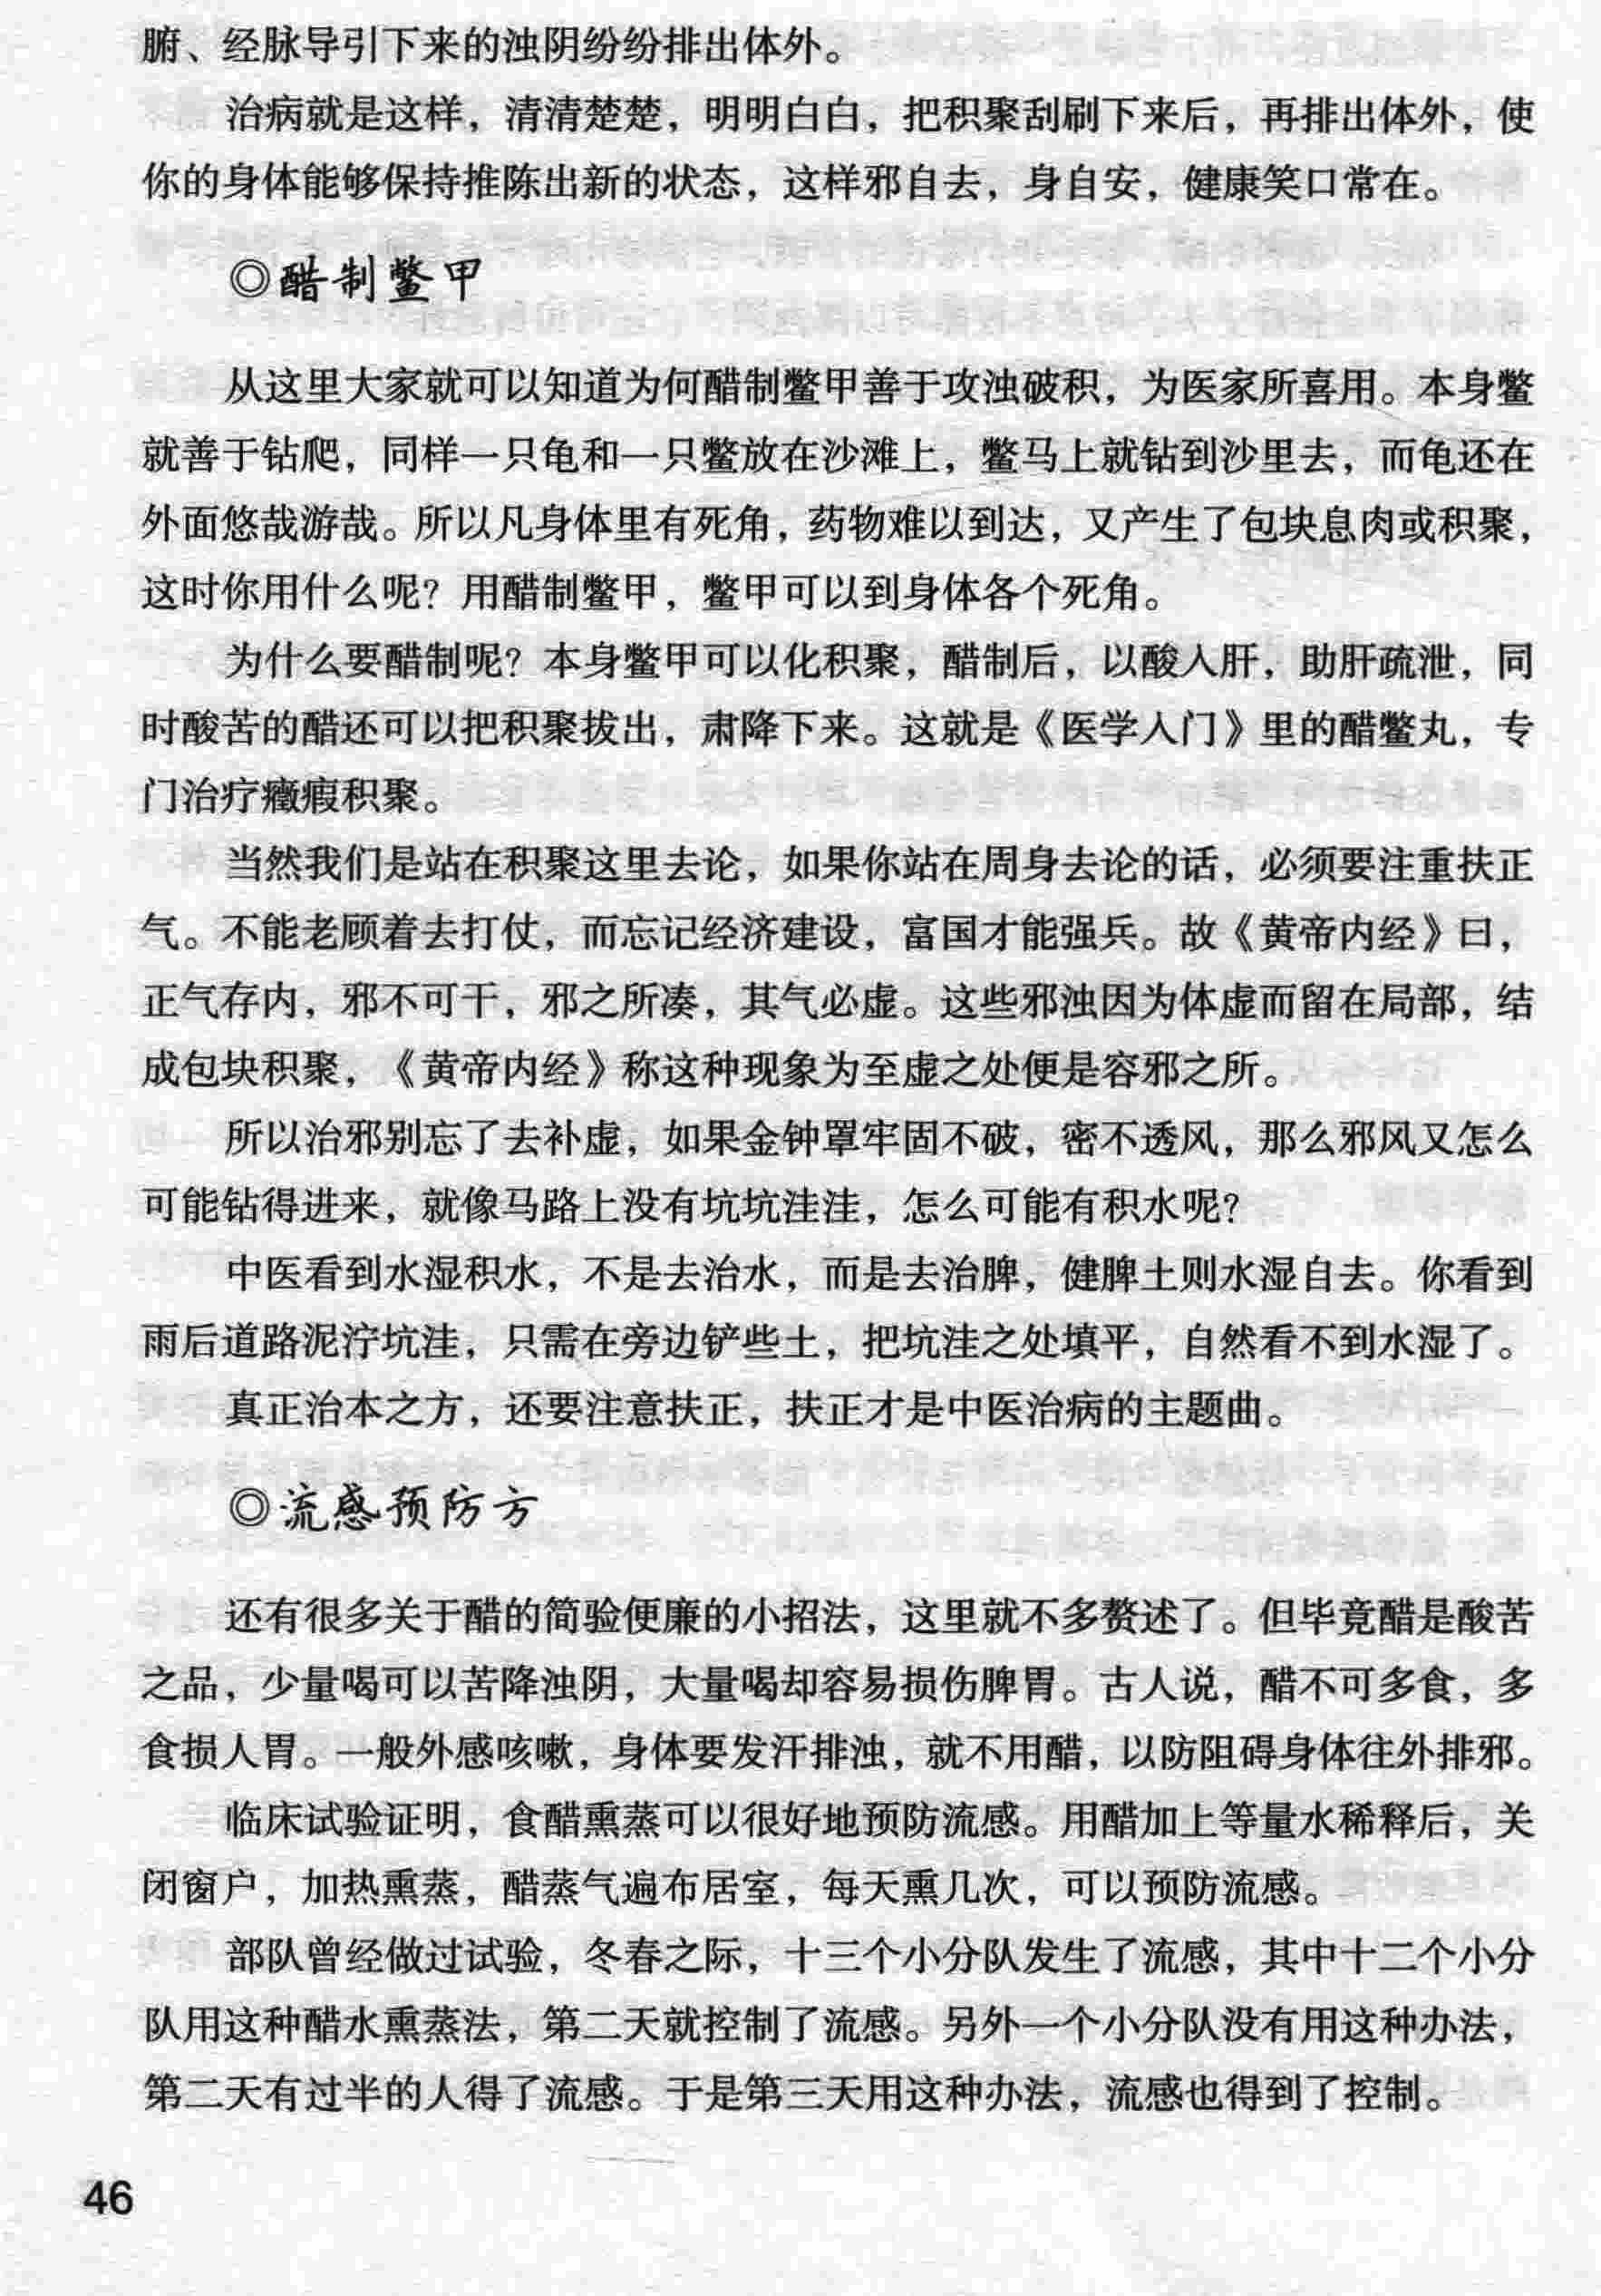 腑、经脉导引下来的浊阴纷纷排出体外。
治病就是这样，清清楚楚，明明白白，把积聚刮刷下来后，再排出体外，使
你的身体能够保持推陈出新的状态，这样邪自去，身自安，健康笑口常在。
◎醋制鳖甲
从这里大家就可以知道为何醋制鳖甲善于攻浊破积，为医家所喜用。本身鳖
就善于钻爬，同样一只龟和一只鳖放在沙滩上，鳖马上就钻到沙里去，而龟还在
外面悠哉游哉。所以凡身体里有死角，药物难以到达，又产生了包块息肉或积聚，
这时你用什么呢？用醋制鳖甲，鳖甲可以到身体各个死角。
为什么要醋制呢？本身鳖甲可以化积聚，醋制后，以酸入肝，助肝疏泄，同
时酸苦的醋还可以把积聚拔出，肃降下来。这就是《医学入门》里的醋鳖丸，专
门治疗癥瘕积聚。
当然我们是站在积聚这里去论，如果你站在周身去论的话，必须要注重扶正
气。不能老顾着去打仗，而忘记经济建设，富国才能强兵。故《黄帝内经》曰，
正气存内，邪不可干，邪之所凑，其气必虚。这些邪浊因为体虚而留在局部，结
成包块积聚，《黄帝内经》称这种现象为至虚之处便是容邪之所。
所以治邪别忘了去补虚，如果金钟罩牢固不破，密不透风，那么邪风又怎么
可能钻得进来，就像马路上没有坑坑洼洼，怎么可能有积水呢？
中医看到水湿积水，不是去治水，而是去治脾，健脾土则水湿自去。你看到
雨后道路泥泞坑洼，只需在旁边铲些土，把坑洼之处填平，自然看不到水湿了。
真正治本之方，还要注意扶正，扶正才是中医治病的主题曲。
◎流感预防方
还有很多关于醋的简验便廉的小招法，这里就不多赘述了。但毕竟醋是酸苦
之品，少量喝可以苦降浊阴，大量喝却容易损伤脾胃。古人说，醋不可多食，多
食损人胃。一般外感咳嗽，身体要发汗排浊，就不用醋，以防阻碍身体往外排邪。
临床试验证明，食醋熏蒸可以很好地预防流感。用醋加上等量水稀释后，关
闭窗户，加热熏蒸，醋蒸气遍布居室，每天熏几次，可以预防流感。
部队曾经做过试验，冬春之际，十三个小分队发生了流感，其中十二个小分
队用这种醋水熏蒸法，第二天就控制了流感。另外一个小分队没有用这种办法，
第二天有过半的人得了流感。于是第三天用这种办法，流感也得到了控制。
46